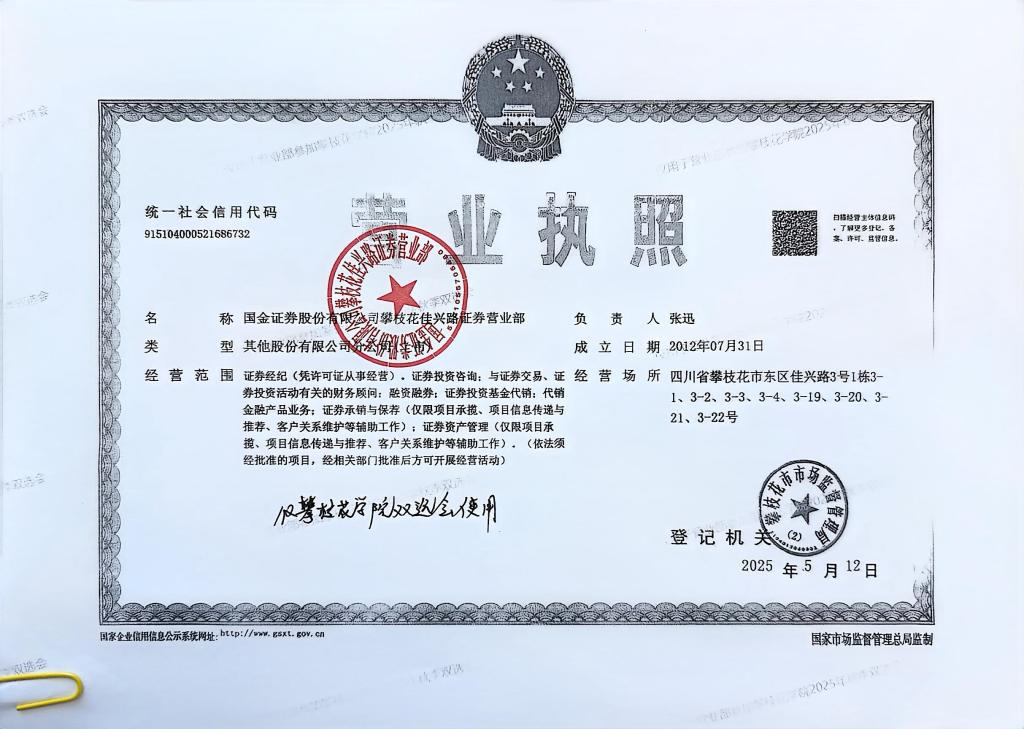 营业执照
统一社会信用代码
915104000521686732
扫描经营主体信息码
，了解更多登记、备
案、许可、监管信息。
名 称 国金证券股份有限公司攀枝花佳兴路证券营业部
类 型 其他股份有限公司分公司(上市)
经营范围 证券经纪（凭许可证从事经营）。证券投资咨询；与证券交易、证
券投资活动有关的财务顾问；融资融券；证券投资基金代销；代销
金融产品业务；证券承销与保荐（仅限项目承揽、项目信息传递与
推荐、客户关系维护等辅助工作）；证券资产管理（仅限项目承
揽、项目信息传递与推荐、客户关系维护等辅助工作）。（依法须
经批准的项目，经相关部门批准后方可开展经营活动）
负责人 张迅
成立日期 2012年07月31日
经营场所 四川省攀枝花市东区佳兴路3号1栋3-
1、3-2、3-3、3-4、3-19、3-20、3-
21、3-22号
仅攀枝花学院双选会使用
攀枝花市市场监督管理局
(2)
登记机关
2025 年 5 月 12 日
国家企业信用信息公示系统网址:http://www.gsxt.gov.cn
国家市场监督管理总局监制